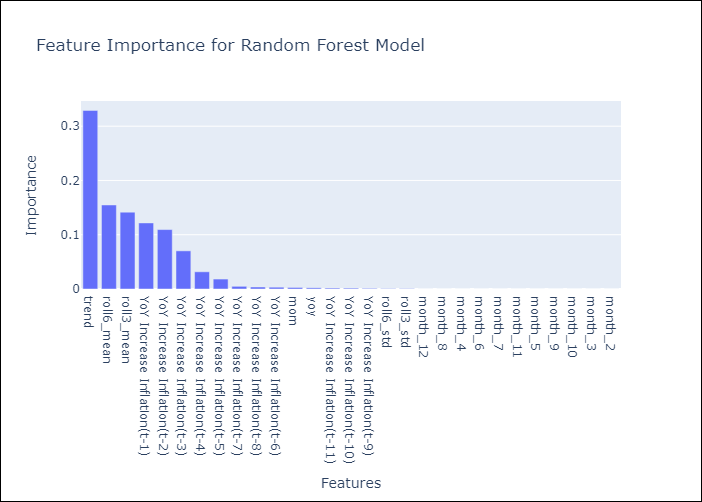 Feature Importance for Random Forest Model
Importance
0.3
0.2
0.1
0
trend
roll6_mean
roll3_mean
YoY Increase Inflation(t-1)
YoY Increase Inflation(t-2)
YoY Increase Inflation(t-3)
YoY Increase Inflation(t-4)
YoY Increase Inflation(t-5)
YoY Increase Inflation(t-7)
YoY Increase Inflation(t-8)
YoY Increase Inflation(t-6)
mom
yoy
YoY Increase Inflation(t-11)
YoY Increase Inflation(t-10)
YoY Increase Inflation(t-9)
roll6_std
roll3_std
month_12
month_8
month_4
month_6
month_7
month_11
month_5
month_9
month_10
month_3
month_2
Features